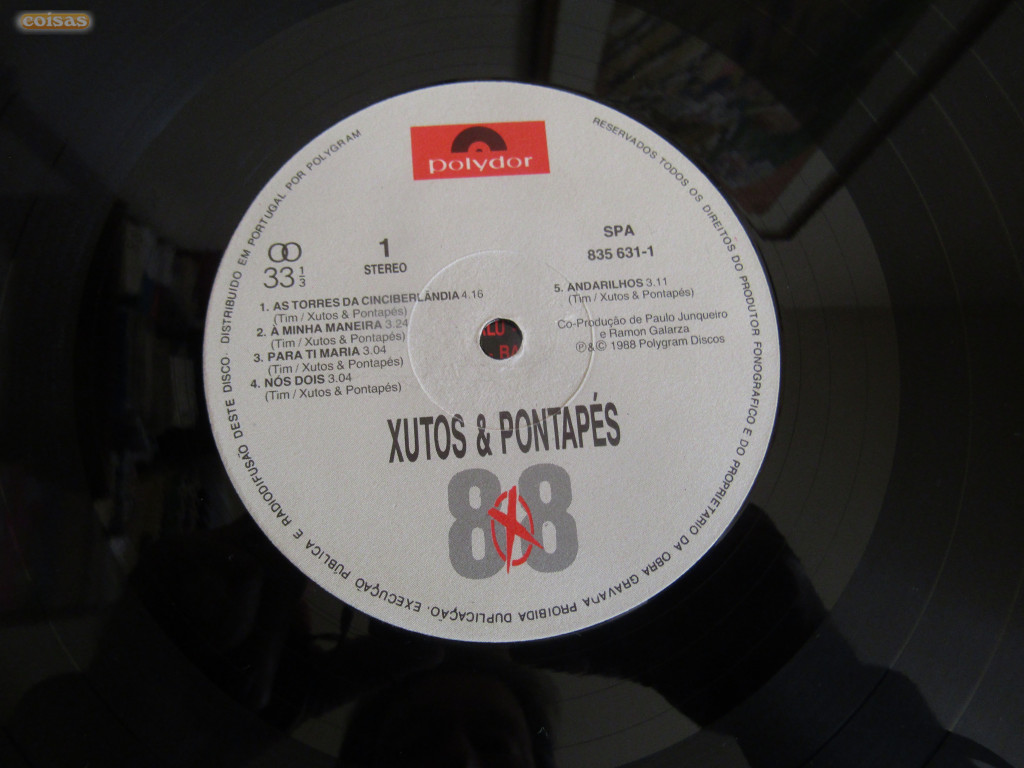 coisas
polydor
DISTRIBUIDO EM PORTUGAL POR POLYGRAM
RESERVADOS TODOS OS DIREITOS DO PRODUTOR FONOGRAFICO E DO PROPRIETARIO DA OBRA GRAVADA PROIBIDA DUPLICAÇÃO. EXECUÇÃO PÚBLICA E RADIODIFUSÃO DESTE DISCO
33 1/3
1
STEREO
SPA
835 631-1
1. AS TORRES DA CINCIBERLÂNDIA 4.16
(Tim / Xutos & Pontapés)
2. À MINHA MANEIRA 3.24
(Tim / Xutos & Pontapés)
3. PARA TI MARIA 3.04
(Tim / Xutos & Pontapés)
4. NÓS DOIS 3.04
(Tim / Xutos & Pontapés)
5. ANDARILHOS 3.11
(Tim / Xutos & Pontapés)
Co-Produção de Paulo Junqueiro
e Ramon Galarza
℗&© 1988 Polygram Discos
XUTOS & PONTAPÉS
88
X